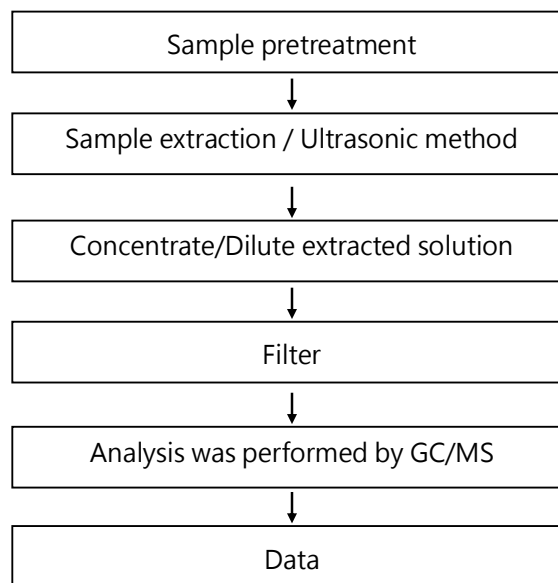 Sample pretreatment
Sample extraction / Ultrasonic method
Concentrate/Dilute extracted solution
Filter
Analysis was performed by GC/MS
Data